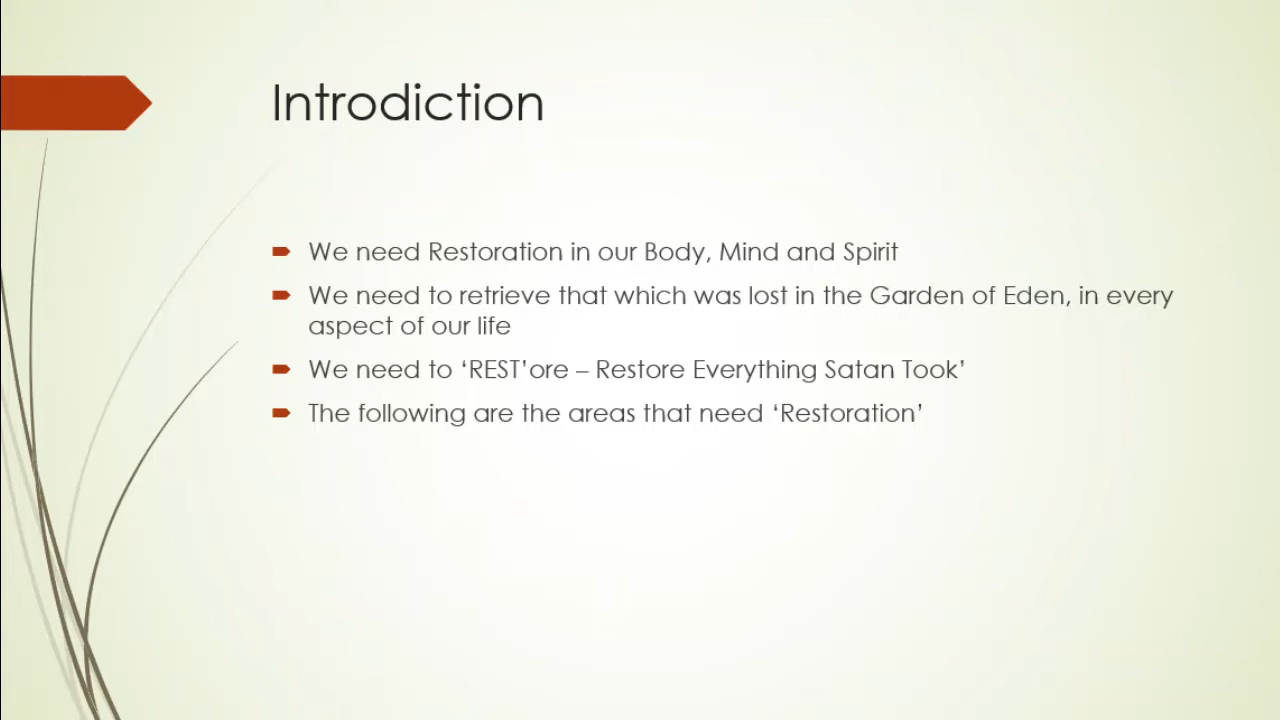 Introdiction
We need Restoration in our Body, Mind and Spirit
We need to retrieve that which was lost in the Garden of Eden, in every
aspect of our life
We need to ‘REST’ore – Restore Everything Satan Took’
The following are the areas that need ‘Restoration’